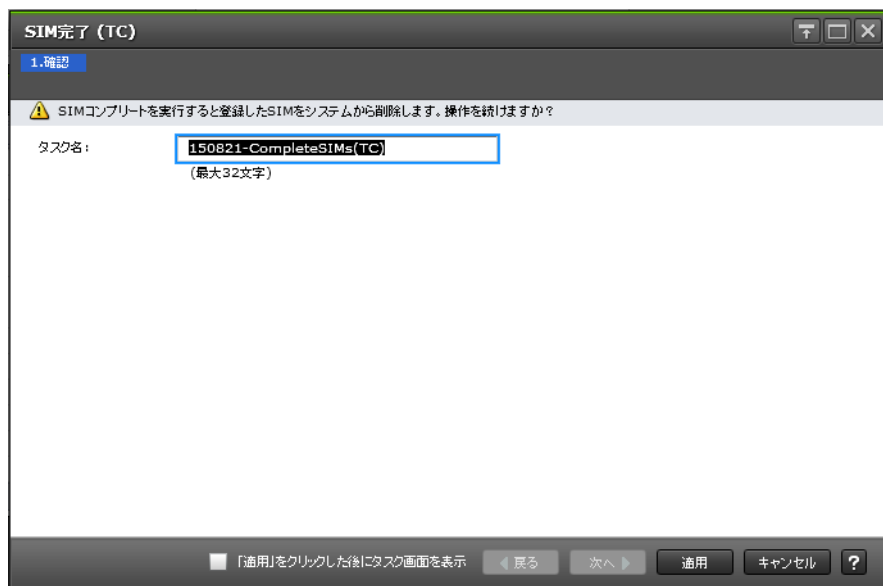 SIM完了 (TC)
1.確認
SIMコンプリートを実行すると登録したSIMをシステムから削除します。操作を続けますか？
タスク名: 150821-CompleteSIMs(TC)
(最大32文字)
「適用」をクリックした後にタスク画面を表示 戻る 次へ 適用 キャンセル ?